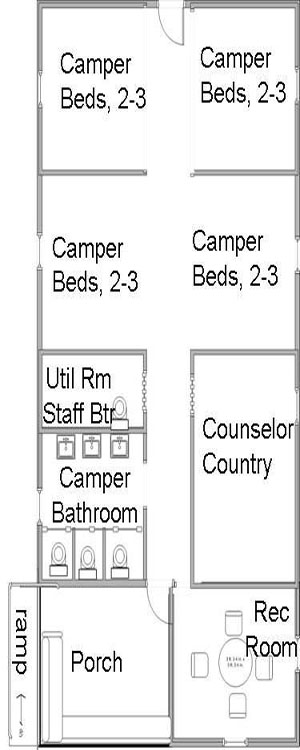 Camper
Beds, 2-3
Camper
Beds, 2-3
Camper
Beds, 2-3
Camper
Beds, 2-3
Util Rm
Staff Btr
Counselor
Country
Camper
Bathroom
ramp
Porch
Rec
Room